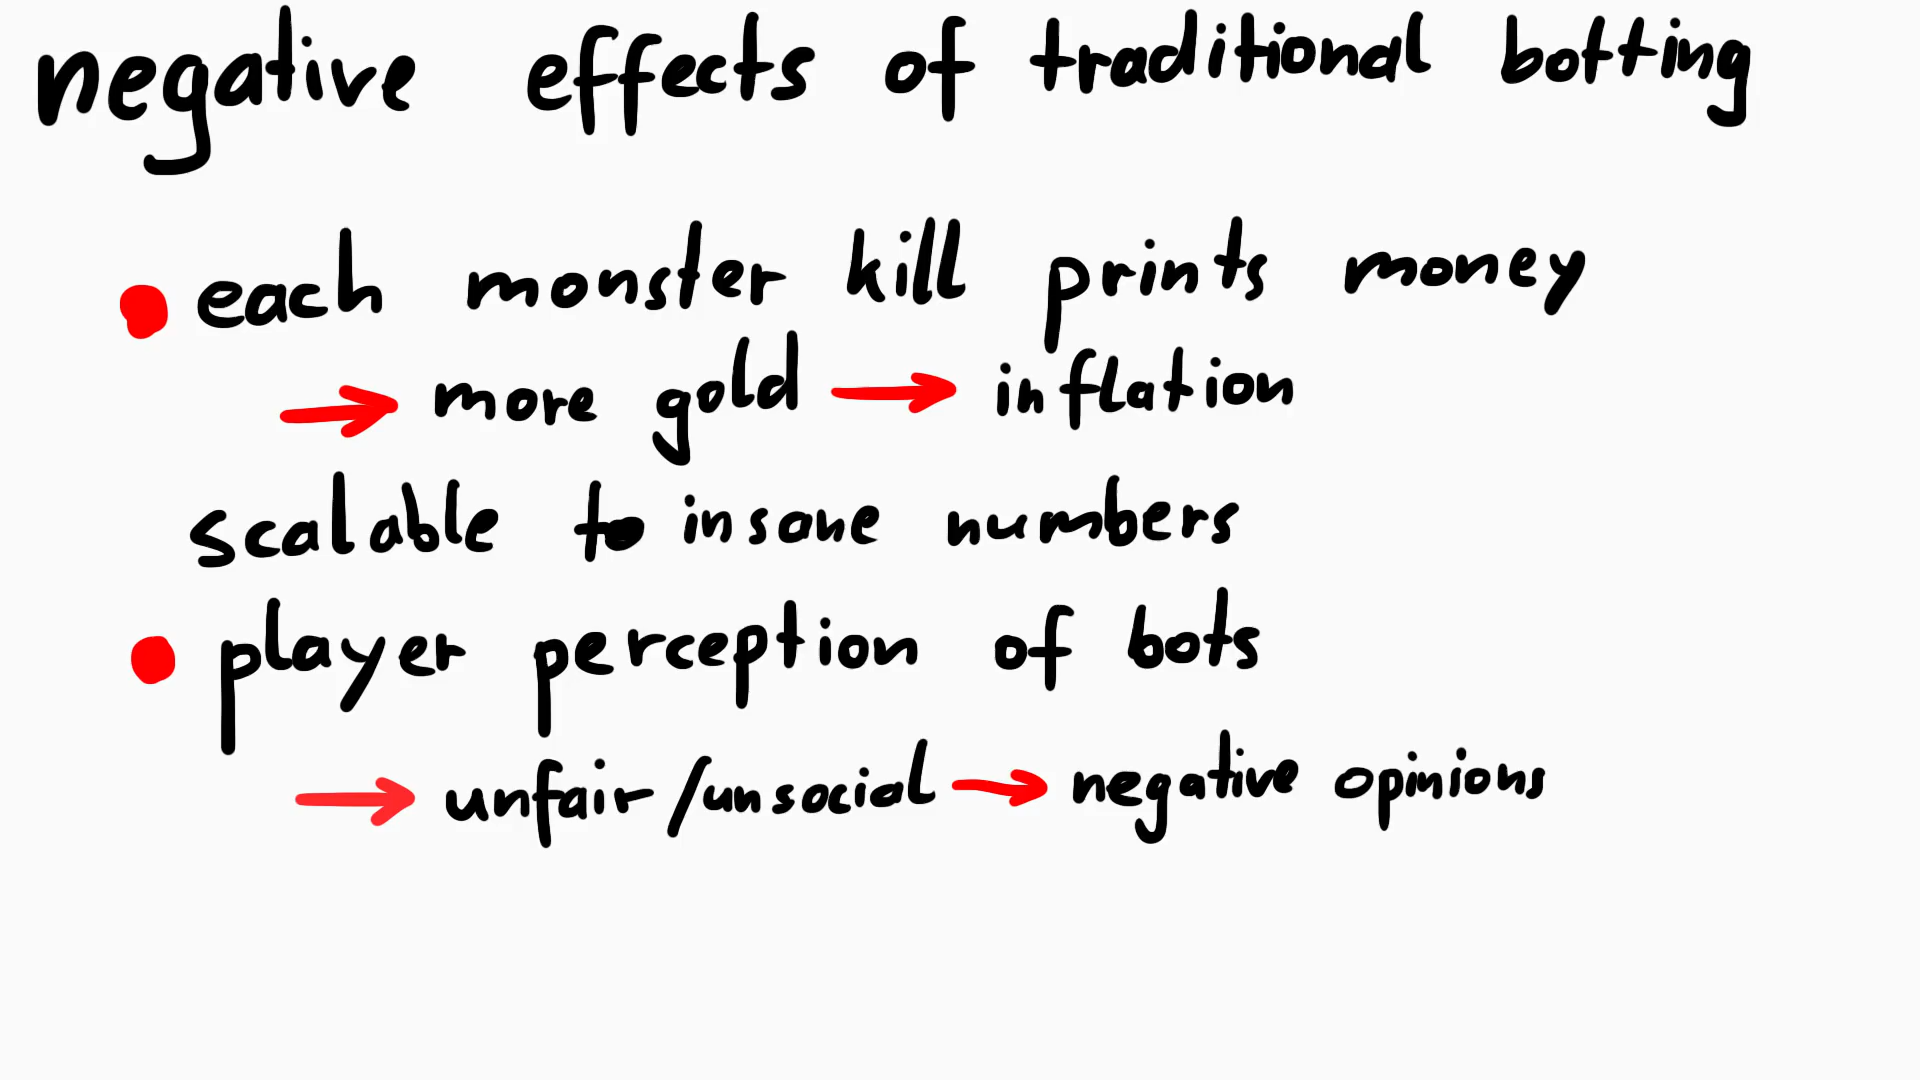 negative effects of traditional botting
each monster kill prints money
→ more gold → inflation
scalable to insane numbers
player perception of bots
→ unfair/unsocial → negative opinions